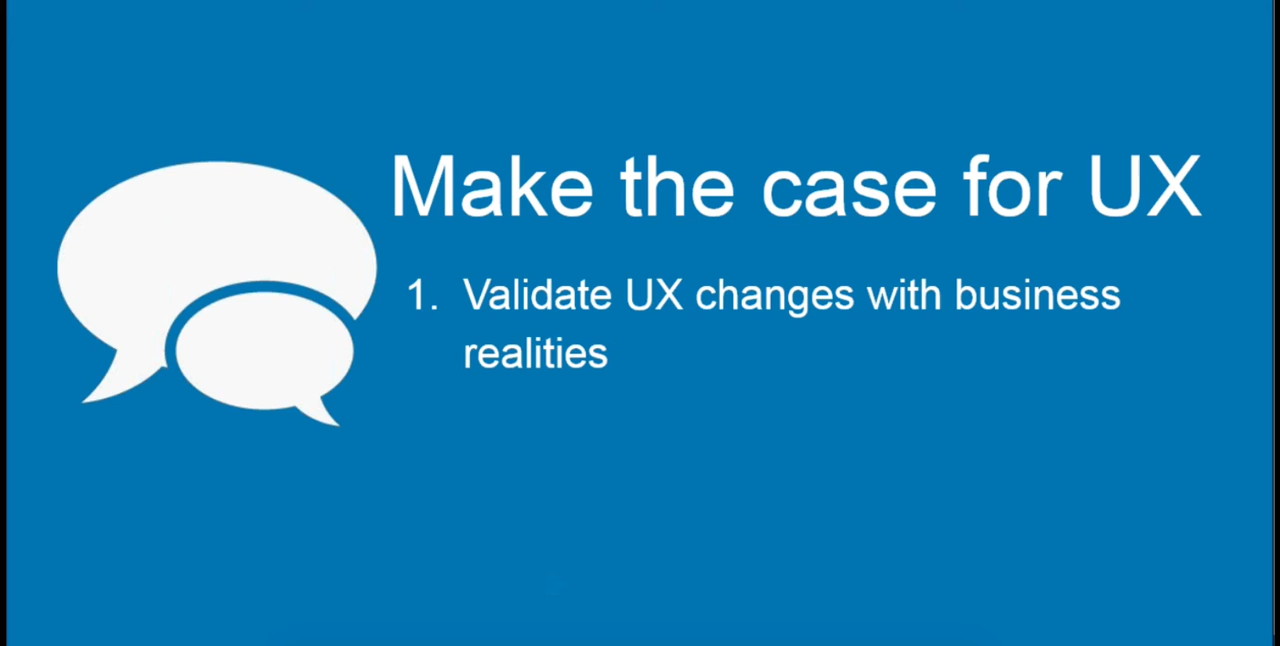 Make the case for UX
1. Validate UX changes with business
realities